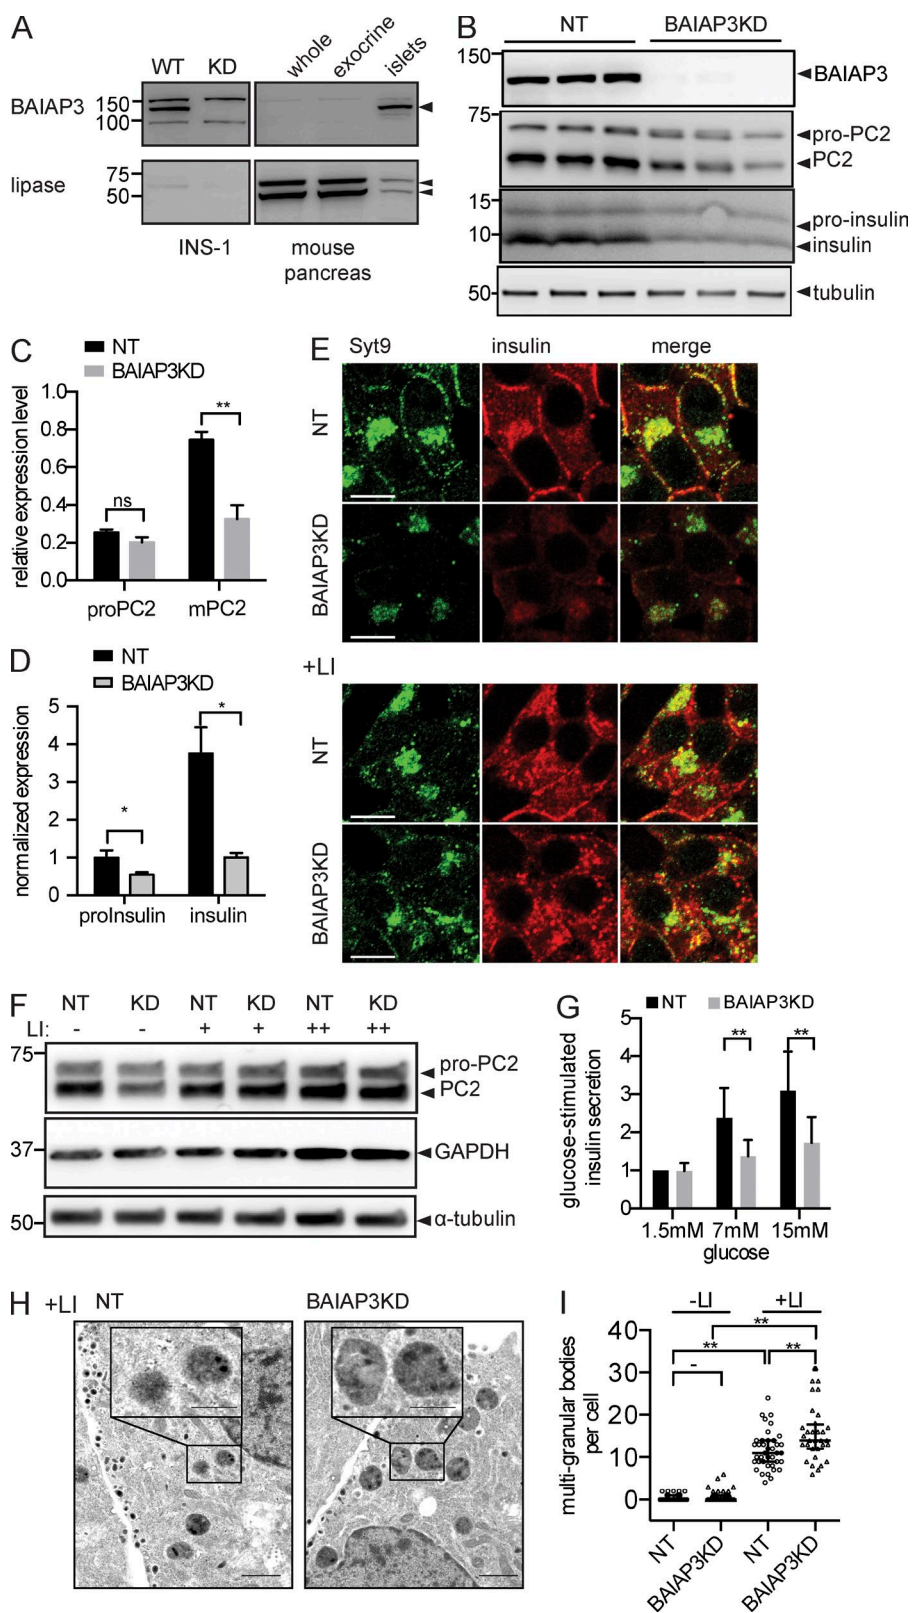 A
WT KD whole exocrine islets
BAIAP3 150 100
lipase 75 50
INS-1 mouse pancreas
B
NT BAIAP3KD
150 BAIAP3
75 pro-PC2
PC2
15 pro-insulin
10 insulin
50 tubulin
C
NT
BAIAP3KD
relative expression level
1.0
0.8
0.6
0.4
0.2
0.0
ns **
proPC2 mPC2
D
NT
BAIAP3KD
normalized expression
5
4
3
2
1
0
* *
proInsulin insulin
E
Syt9 insulin merge
NT
BAIAP3KD
+LI
NT
BAIAP3KD
F
NT KD NT KD NT KD
LI: - - + + ++ ++
75 pro-PC2
PC2
37 GAPDH
50 α-tubulin
G
NT BAIAP3KD
glucose-stimulated
insulin secretion
5
4
3
2
1
0
** **
1.5mM 7mM 15mM
glucose
H +LI NT BAIAP3KD
I
-LI +LI
**
** **
-
multi-granular bodies
per cell
40
30
20
10
0
NT BAIAP3KD NT BAIAP3KD